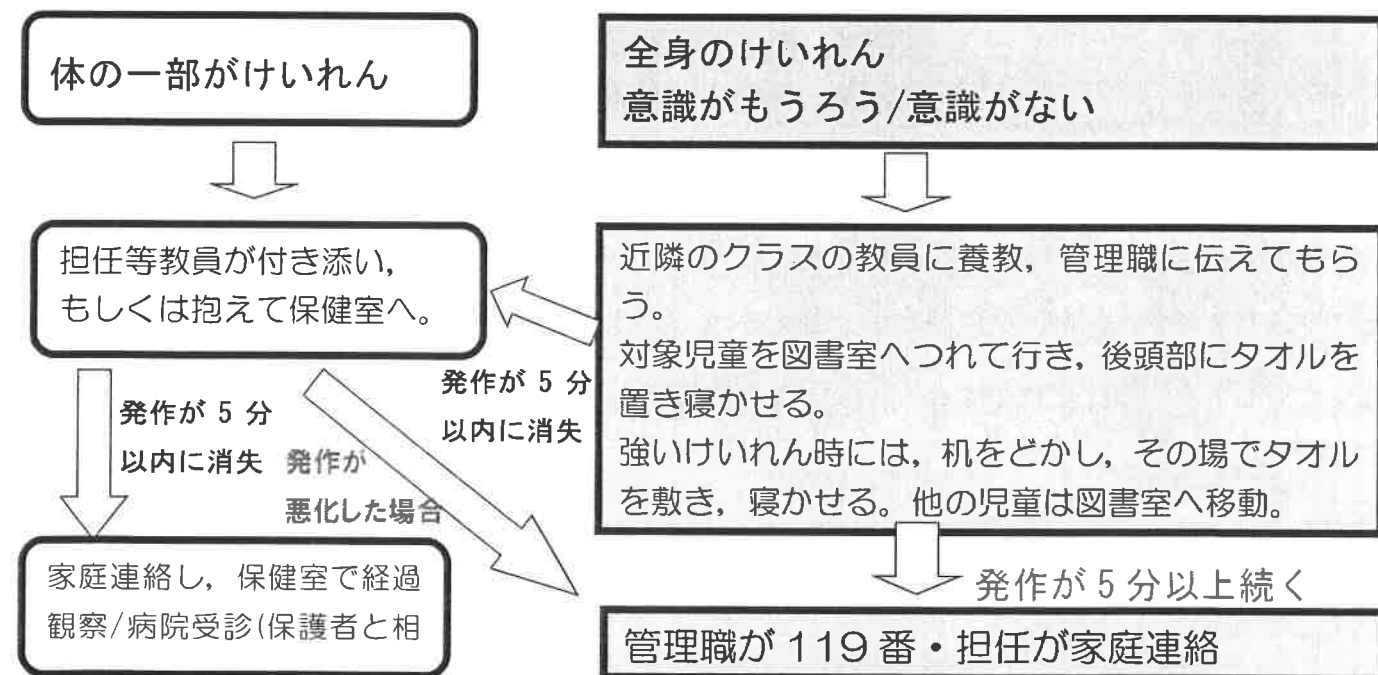 体の一部がけいれん
全身のけいれん
意識がもうろう/意識がない
担任等教員が付き添い，
もしくは抱えて保健室へ。
近隣のクラスの教員に養教，管理職に伝えてもら
う。
対象児童を図書室へつれて行き，後頭部にタオルを
置き寝かせる。
強いけいれん時には，机をどかし，その場でタオル
を敷き，寝かせる。他の児童は図書室へ移動。
発作が 5 分
以内に消失
発作が 5 分
以内に消失
発作が
悪化した場合
家庭連絡し，保健室で経過
観察/病院受診(保護者と相
発作が 5 分以上続く
管理職が 119 番・担任が家庭連絡